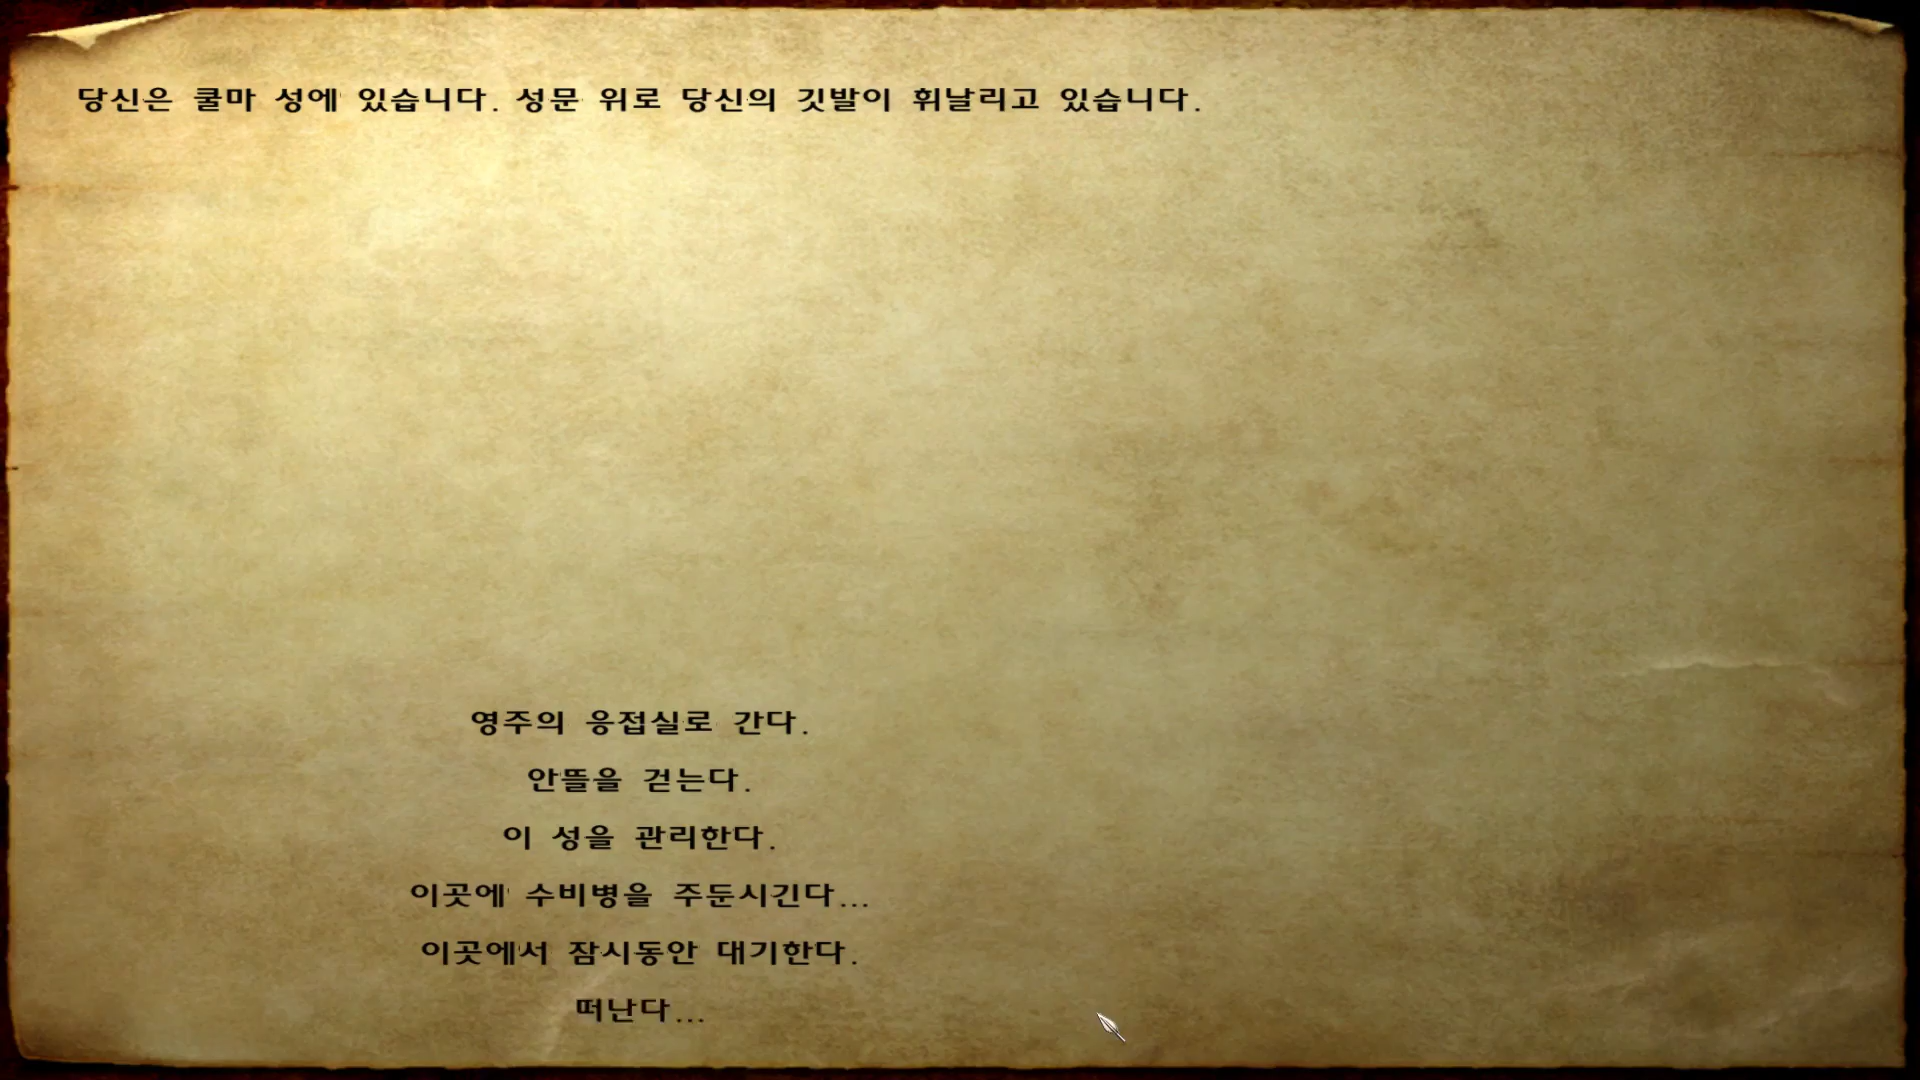 당신은 쿨마 성에 있습니다. 성문 위로 당신의 깃발이 휘날리고 있습니다.
영주의 응접실로 간다.
안뜰을 걷는다.
이 성을 관리한다.
이곳에 수비병을 주둔시긴다...
이곳에서 잠시동안 대기한다.
떠난다...